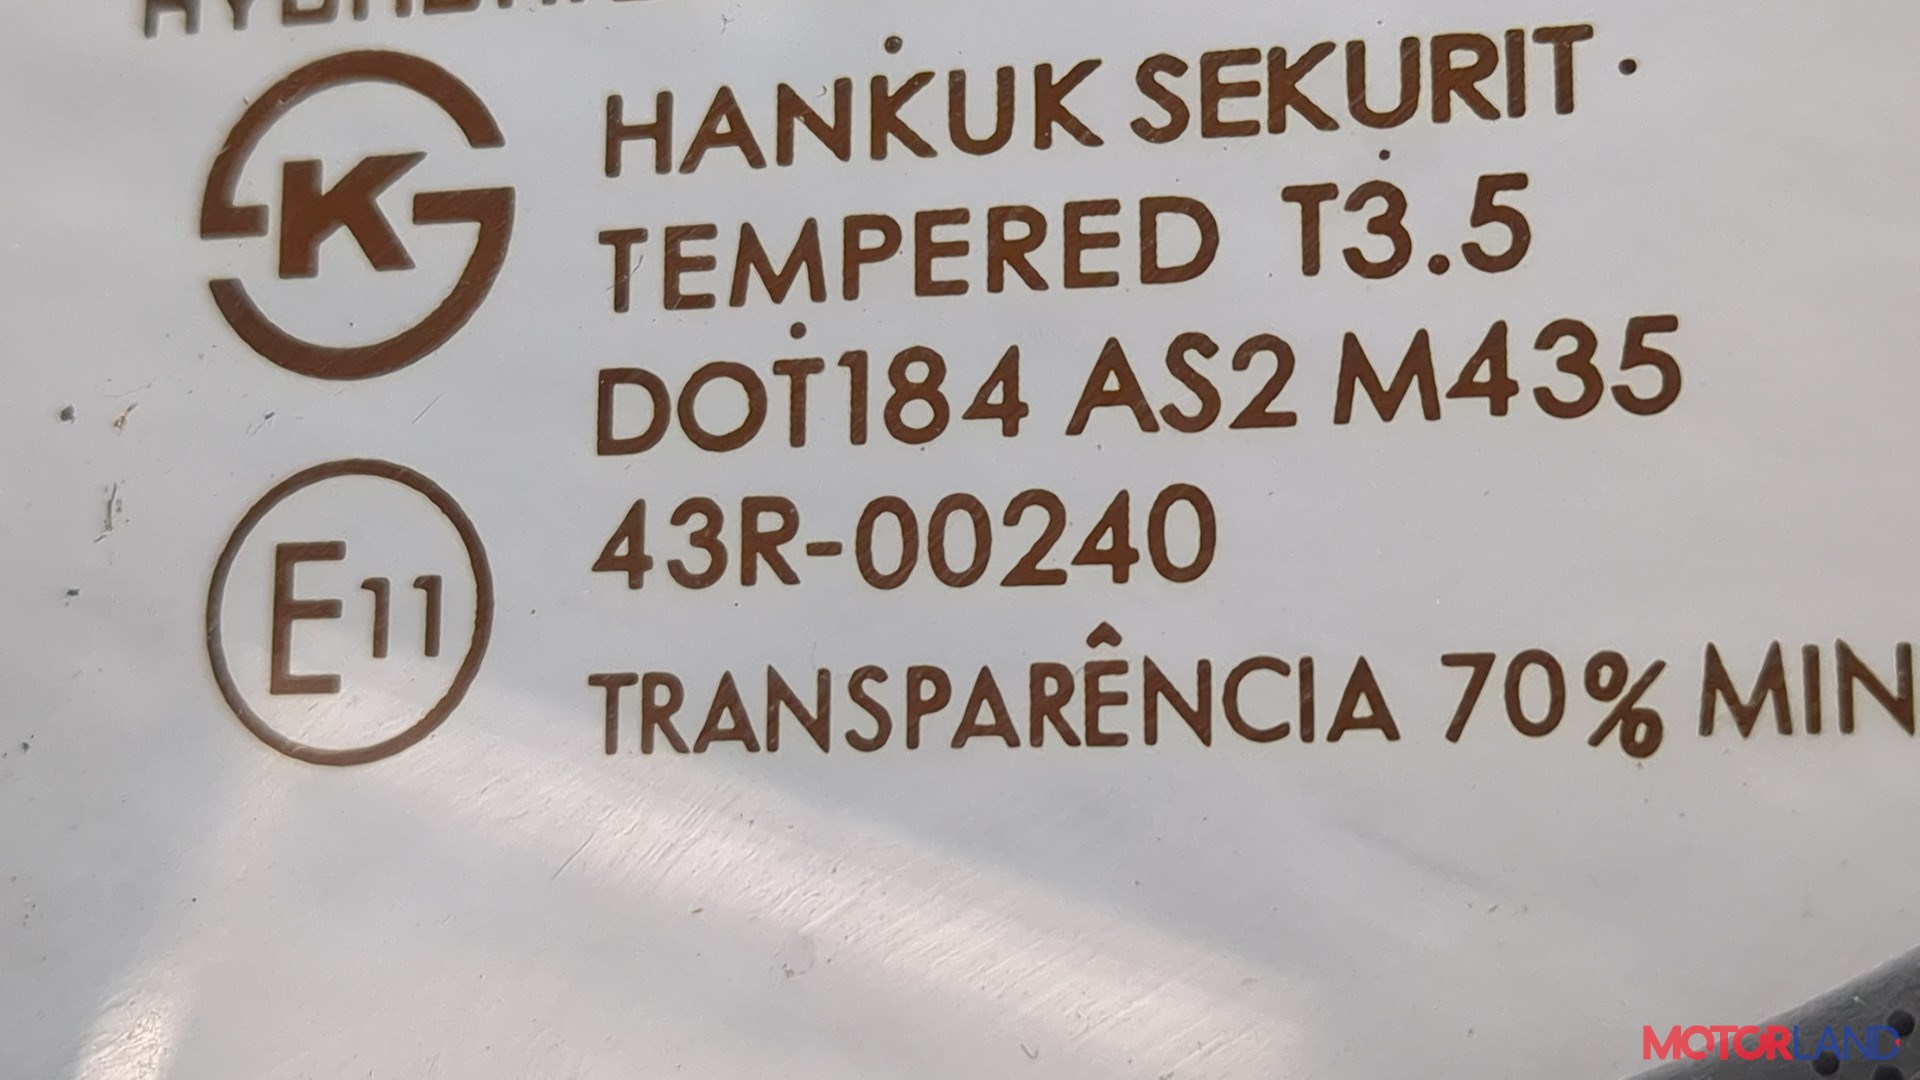 HANKUK SEKURIT
TEMPERED T3.5
DOT184 AS2 M435
43R-00240
TRANSPARÊNCIA 70% MIN
K
E11
MOTORLAND